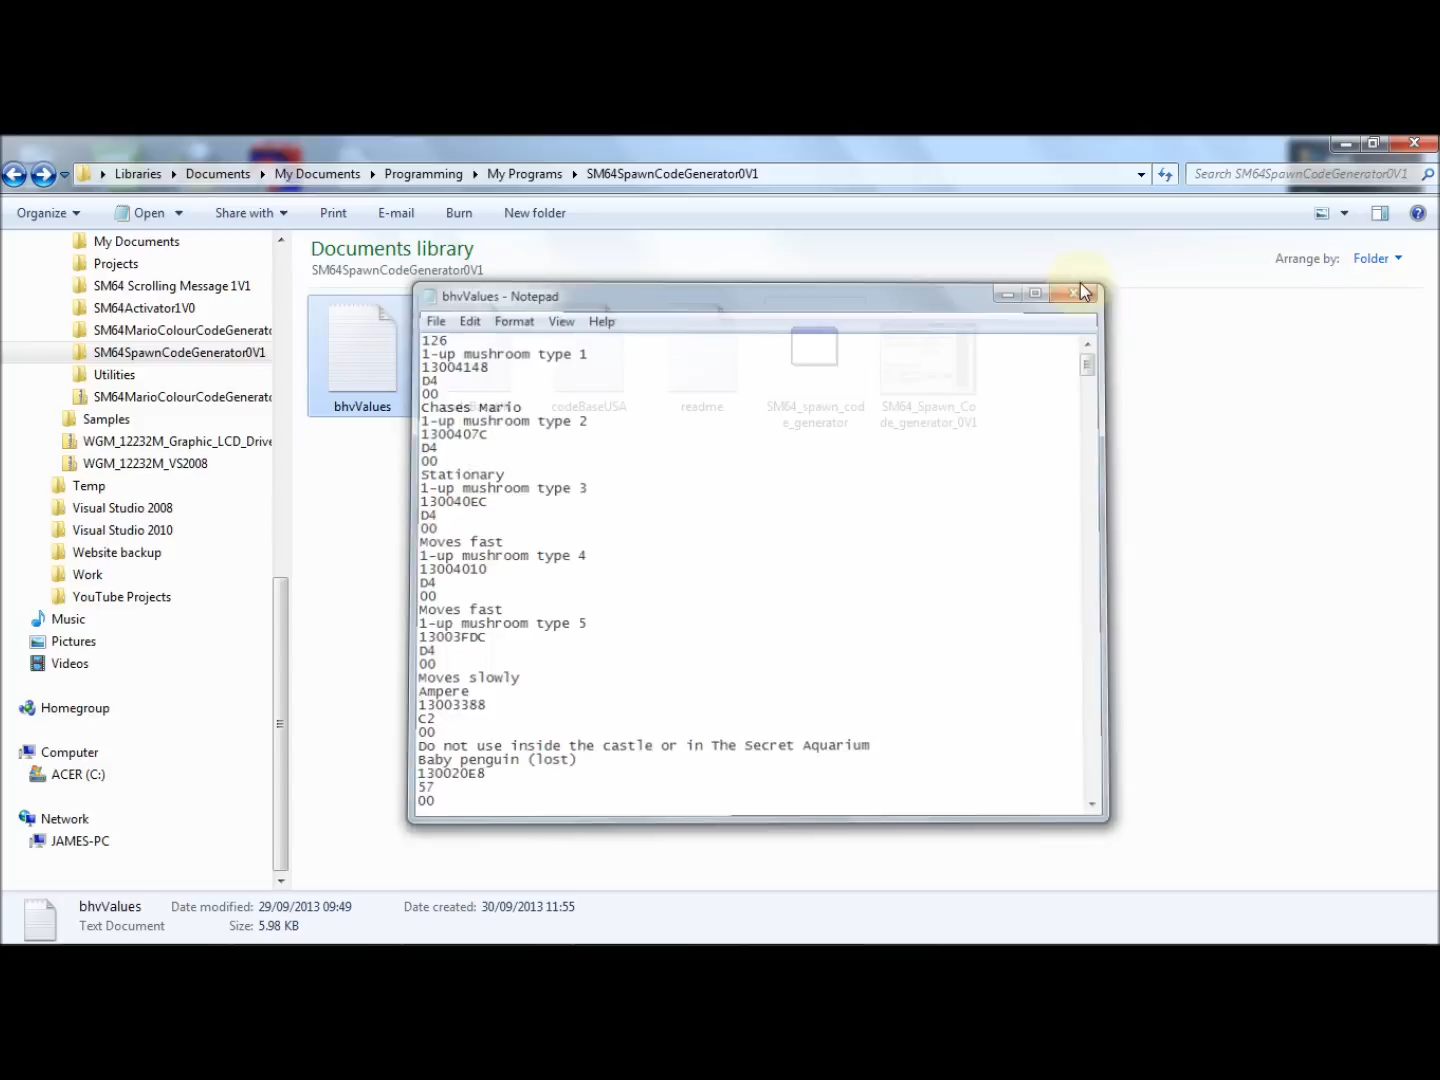 Libraries Documents My Documents Programming My Programs SM64SpawnCodeGenerator0V1
Search SM64SpawnCodeGenerator0V1
Organize Open Share with Print E-mail Burn New folder
My Documents
Projects
SM64 Scrolling Message 1V1
SM64Activator1V0
SM64MarioColourCodeGenerato
SM64SpawnCodeGenerator0V1
Utilities
SM64MarioColourCodeGenerato
Samples
WGM_12232M_Graphic_LCD_Drive
WGM_12232M_VS2008
Temp
Visual Studio 2008
Visual Studio 2010
Website backup
Work
YouTube Projects
Music
Pictures
Videos
Homegroup
Computer
ACER (C:)
Network
JAMES-PC
Documents library
SM64SpawnCodeGenerator0V1
Arrange by: Folder
bhvValues
codeBaseUSA
readme
SM64_spawn_cod
e_generator
SM64_Spawn_Co
de_generator_0V1
bhvValues - Notepad
File Edit Format View Help
126
1-up mushroom type 1
13004148
D4
00
Chases Mario
1-up mushroom type 2
1300407C
D4
00
Stationary
1-up mushroom type 3
130040EC
D4
00
Moves fast
1-up mushroom type 4
13004010
D4
00
Moves fast
1-up mushroom type 5
13003FDC
D4
00
Moves slowly
Ampere
13003388
C2
00
Do not use inside the castle or in The Secret Aquarium
Baby penguin (lost)
130020E8
57
00
bhvValues Date modified: 29/09/2013 09:49 Date created: 30/09/2013 11:55
Text Document Size: 5.98 KB